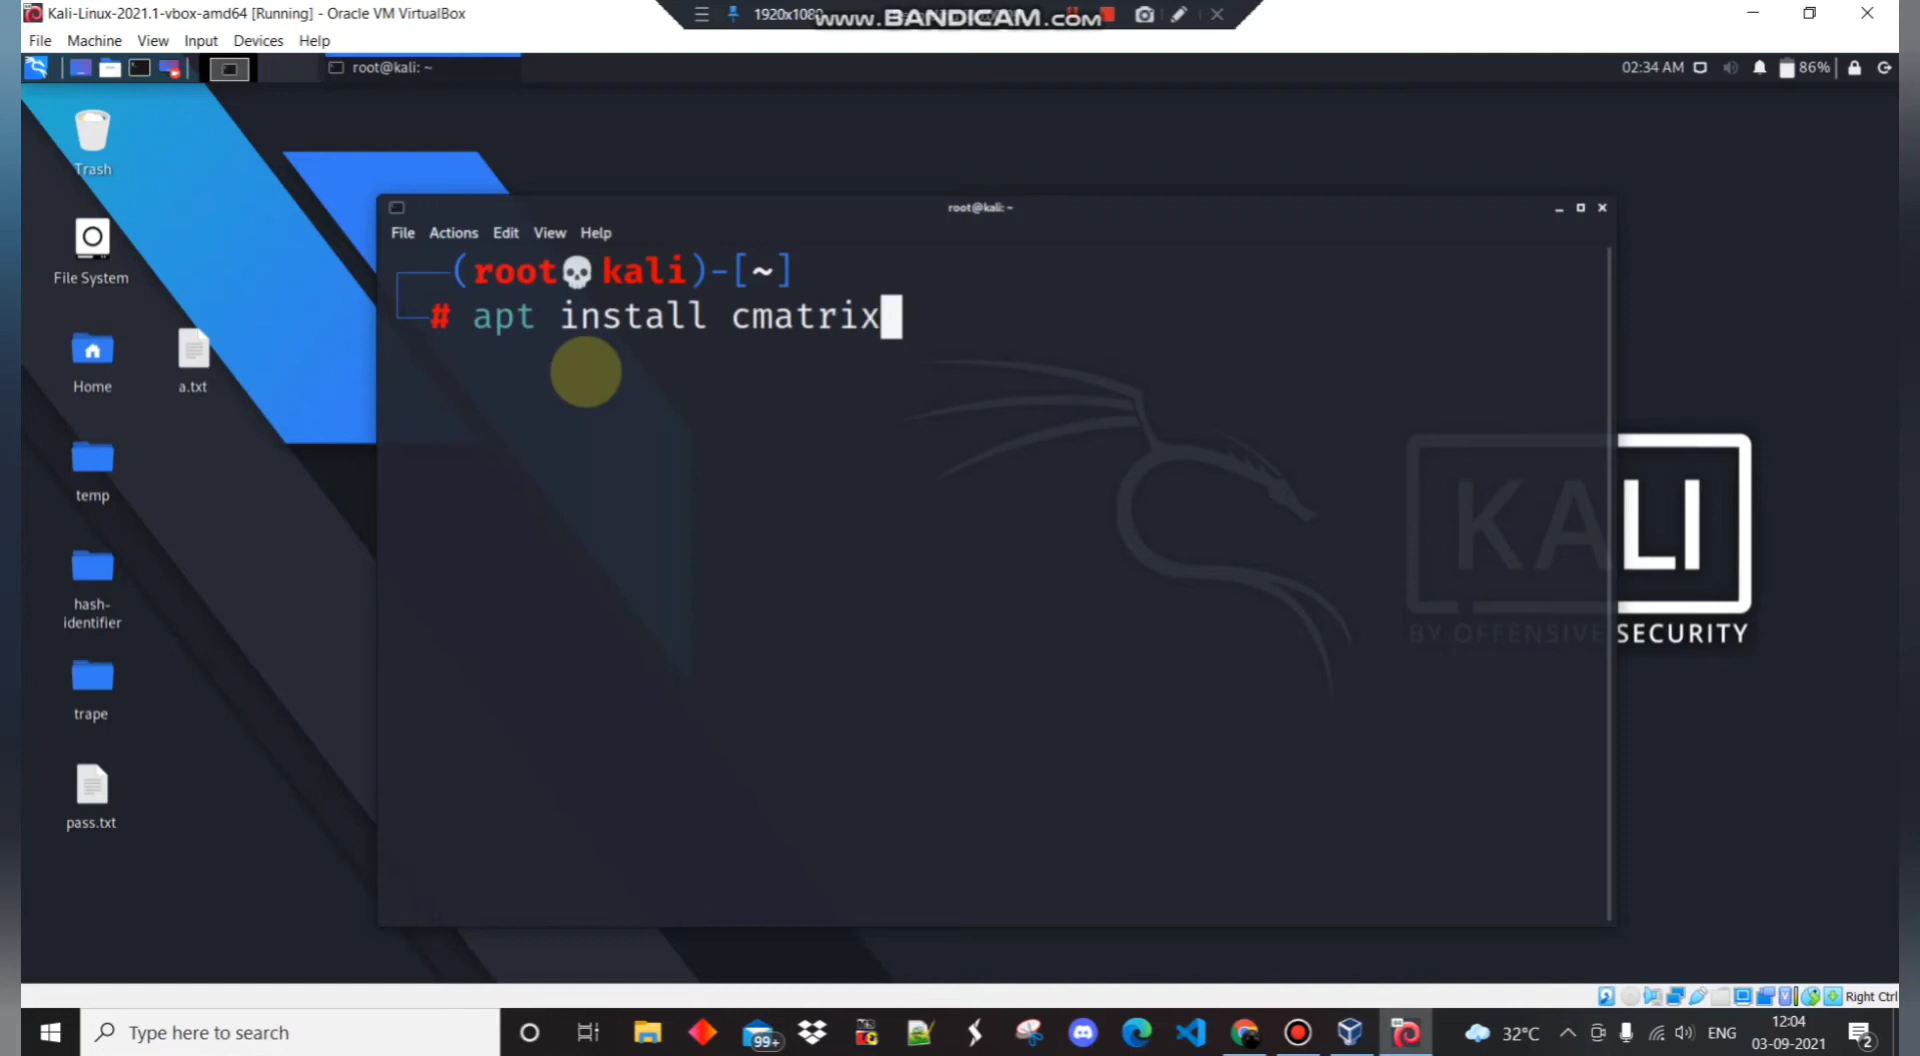 Kali-Linux-2021.1-vbox-amd64 [Running] - Oracle VM VirtualBox
1920x1080
www.BANDICAM.COM
File Machine View Input Devices Help
root@kali: ~
02:34 AM
86%
Trash
File System
Home
a.txt
temp
hash-
identifier
trape
pass.txt
root@kali: ~
File Actions Edit View Help
(root💀kali)-[~]
# apt install cmatrix
KALI
BY OFFENSIVE SECURITY
Right Ctrl
Type here to search
99+
32°C
ENG
12:04
03-09-2021
2